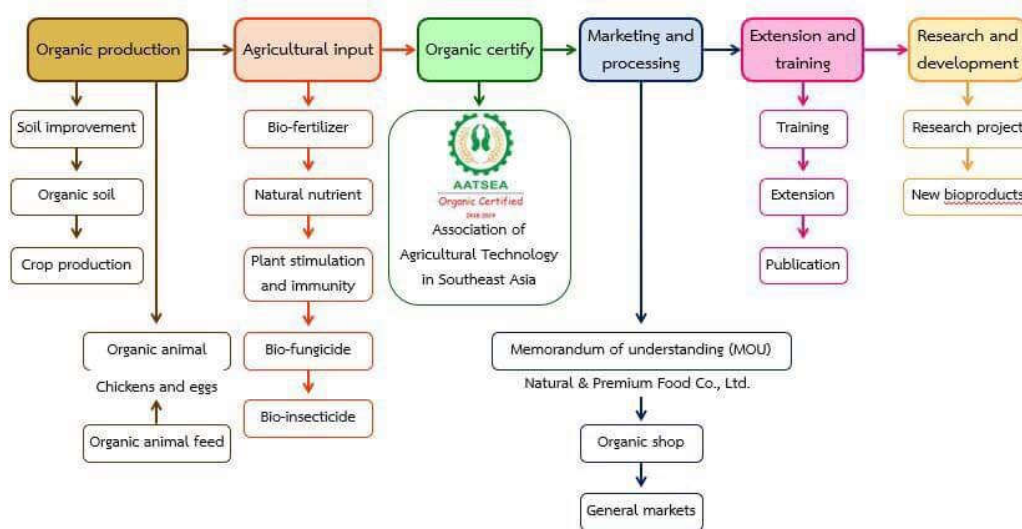 Organic production
Agricultural input
Organic certify
Marketing and
processing
Extension and
training
Research and
development
Soil improvement
Organic soil
Crop production
Organic animal
Chickens and eggs
Organic animal feed
Bio-fertilizer
Natural nutrient
Plant stimulation
and immunity
Bio-fungicide
Bio-insecticide
AATSEA
Organic Certified
Association of
Agricultural Technology
in Southeast Asia
Memorandum of understanding (MOU)
Natural & Premium Food Co., Ltd.
Organic shop
General markets
Training
Extension
Publication
Research project
New bioproducts